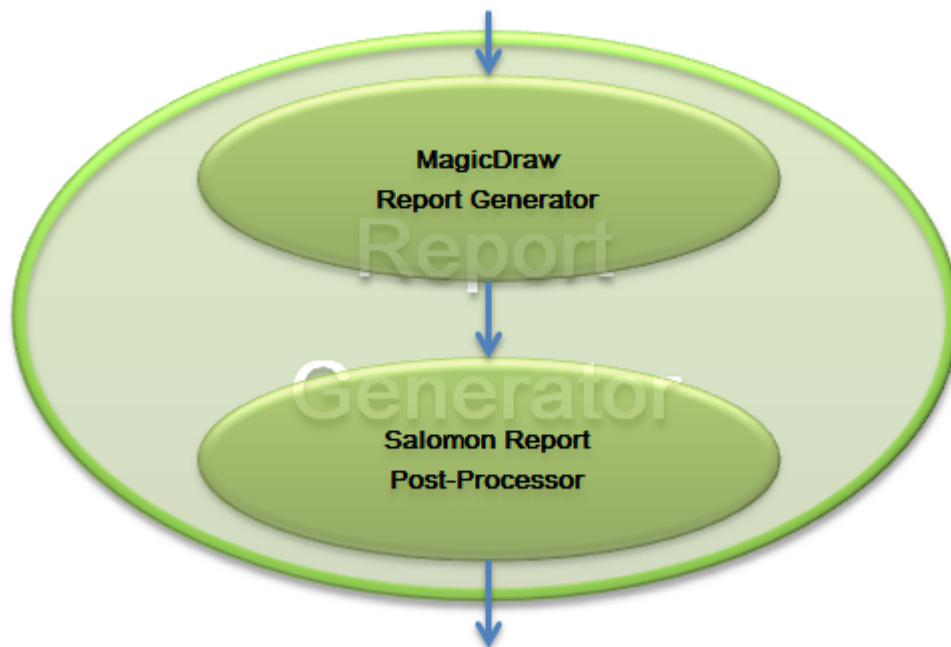 MagicDraw
Report Generator
Report
Generator
Salomon Report
Post-Processor